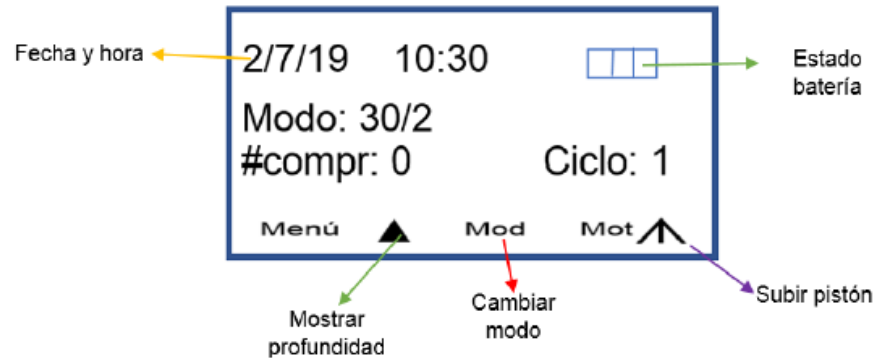 Fecha y hora
2/7/19 10:30
Estado
batería
Modo: 30/2
#compr: 0 Ciclo: 1
Menú Mod Mot
Subir pistón
Mostrar
profundidad
Cambiar
modo